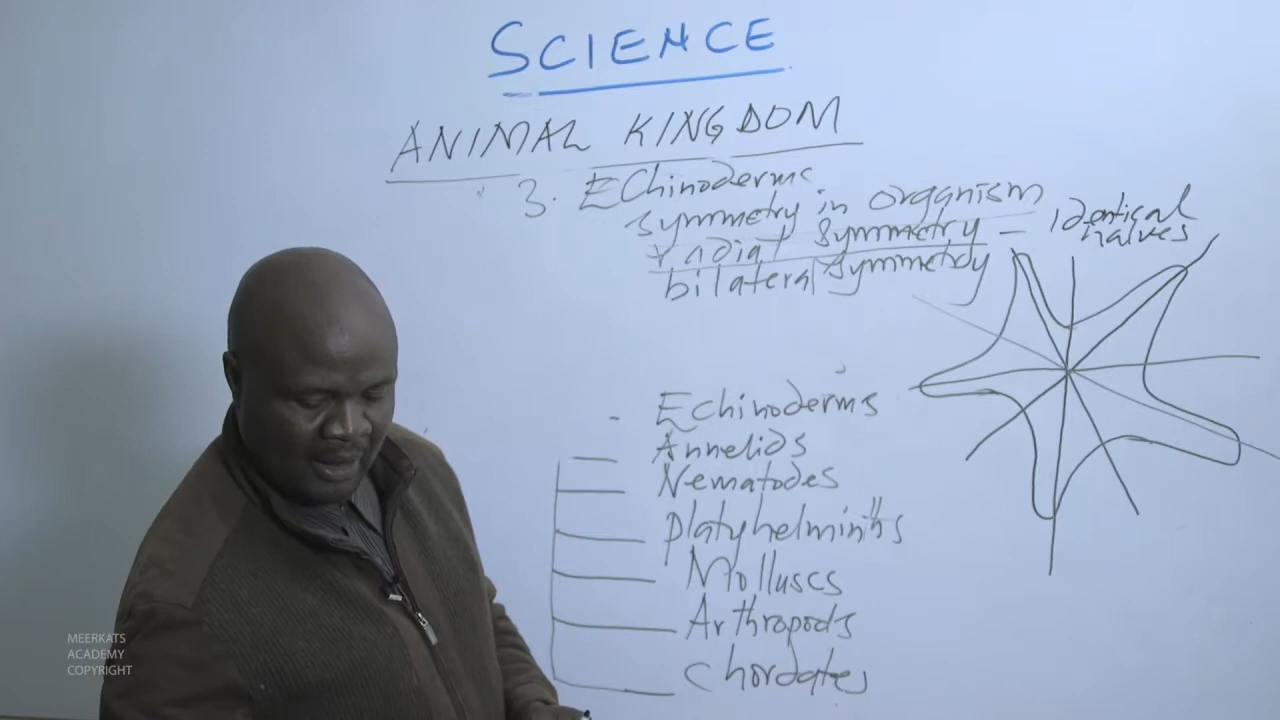 SCIENCE
ANIMAL KINGDOM
3. Echinoderms
Symmetry in organism
radial Symmetry – identical halves
bilateral Symmetry
Echinoderms
Annelids
Nematodes
Platyhelminths
Molluscs
Arthropods
Chordates
MEERKATS
ACADEMY
COPYRIGHT